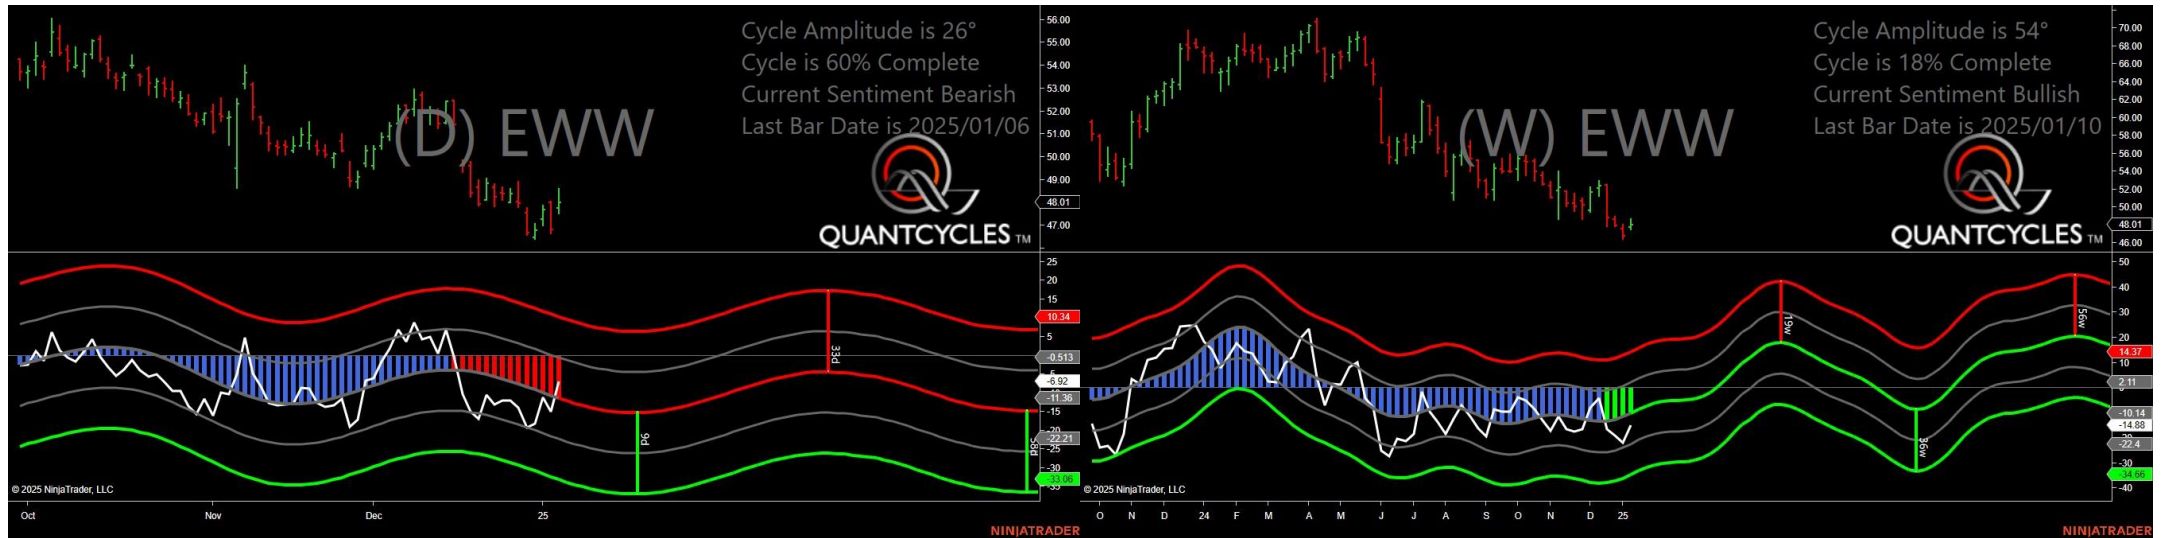 Cycle Amplitude is 26°
Cycle is 60% Complete
Current Sentiment Bearish
Last Bar Date is 2025/01/06
(D) EWW
QUANTCYCLES TM
56.00
55.00
54.00
53.00
52.00
51.00
50.00
49.00
48.01
47.00
25
20
15
10.34
5
-0.513
-6.92
-11.36
-15
-20
-22.21
-25
-30
-33.06
-35
33d
9d
58d
© 2025 NinjaTrader, LLC
Oct
Nov
Dec
25
NINJATRADER
Cycle Amplitude is 54°
Cycle is 18% Complete
Current Sentiment Bullish
Last Bar Date is 2025/01/10
(W) EWW
QUANTCYCLES TM
70.00
68.00
66.00
64.00
62.00
60.00
58.00
56.00
54.00
52.00
50.00
48.01
46.00
50
40
30
20
14.37
10
2.11
0
-10.14
-14.88
-22.4
-30
-34.66
-40
19w
36w
56w
© 2025 NinjaTrader, LLC
O
N
D
24
F
M
A
M
J
J
A
S
O
N
D
25
NINJATRADER